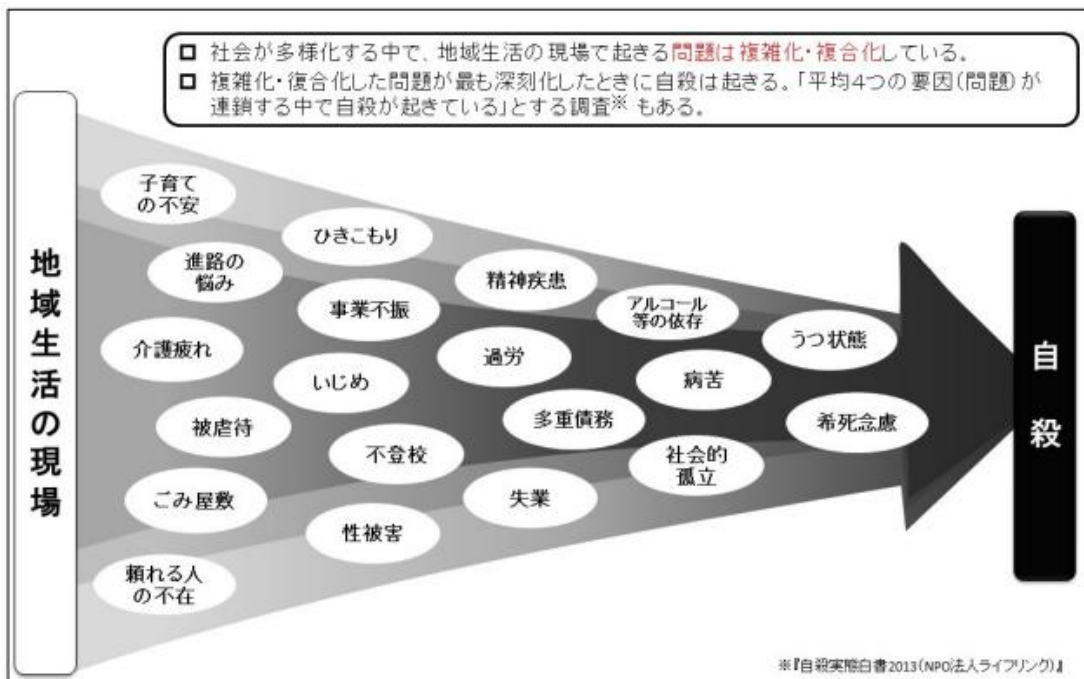 □ 社会が多様化する中で、地域生活の現場で起きる問題は複雑化・複合化している。
□ 複雑化・復合化した問題が最も深刻化したときに自殺は起きる。「平均4つの要因(問題)が
連鎖する中で自殺が起きている」とする調査※ もある。
地域生活の現場
子育て
の不安
進路の
悩み
介護疲れ
被虐待
ごみ屋敷
頼れる人
の不在
ひきこもり
事業不振
いじめ
不登校
性被害
精神疾患
過労
多重債務
失業
アルコール
等の依存
病苦
社会的
孤立
うつ状態
希死念慮
自殺
※『自殺実態白書2013(NPO法人ライフリンク)』